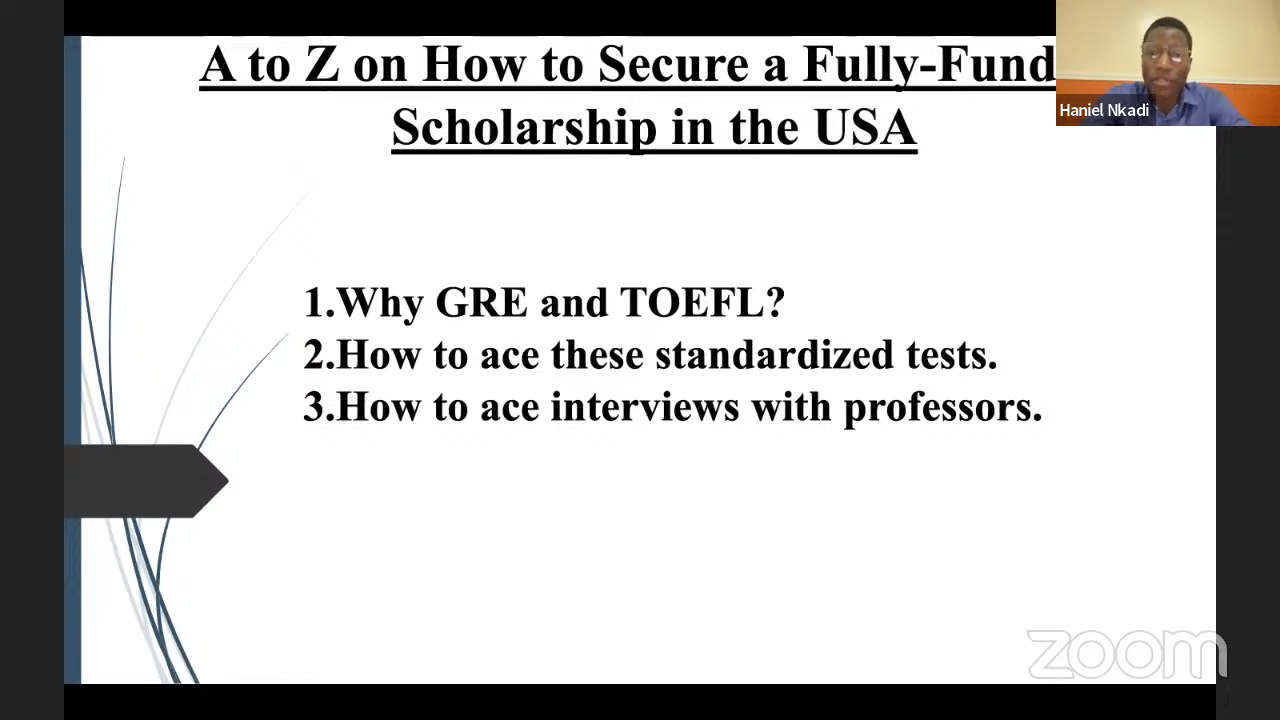 A to Z on How to Secure a Fully-Fund
Scholarship in the USA
Haniel Nkadi
1.Why GRE and TOEFL?
2.How to ace these standardized tests.
3.How to ace interviews with professors.
zoom